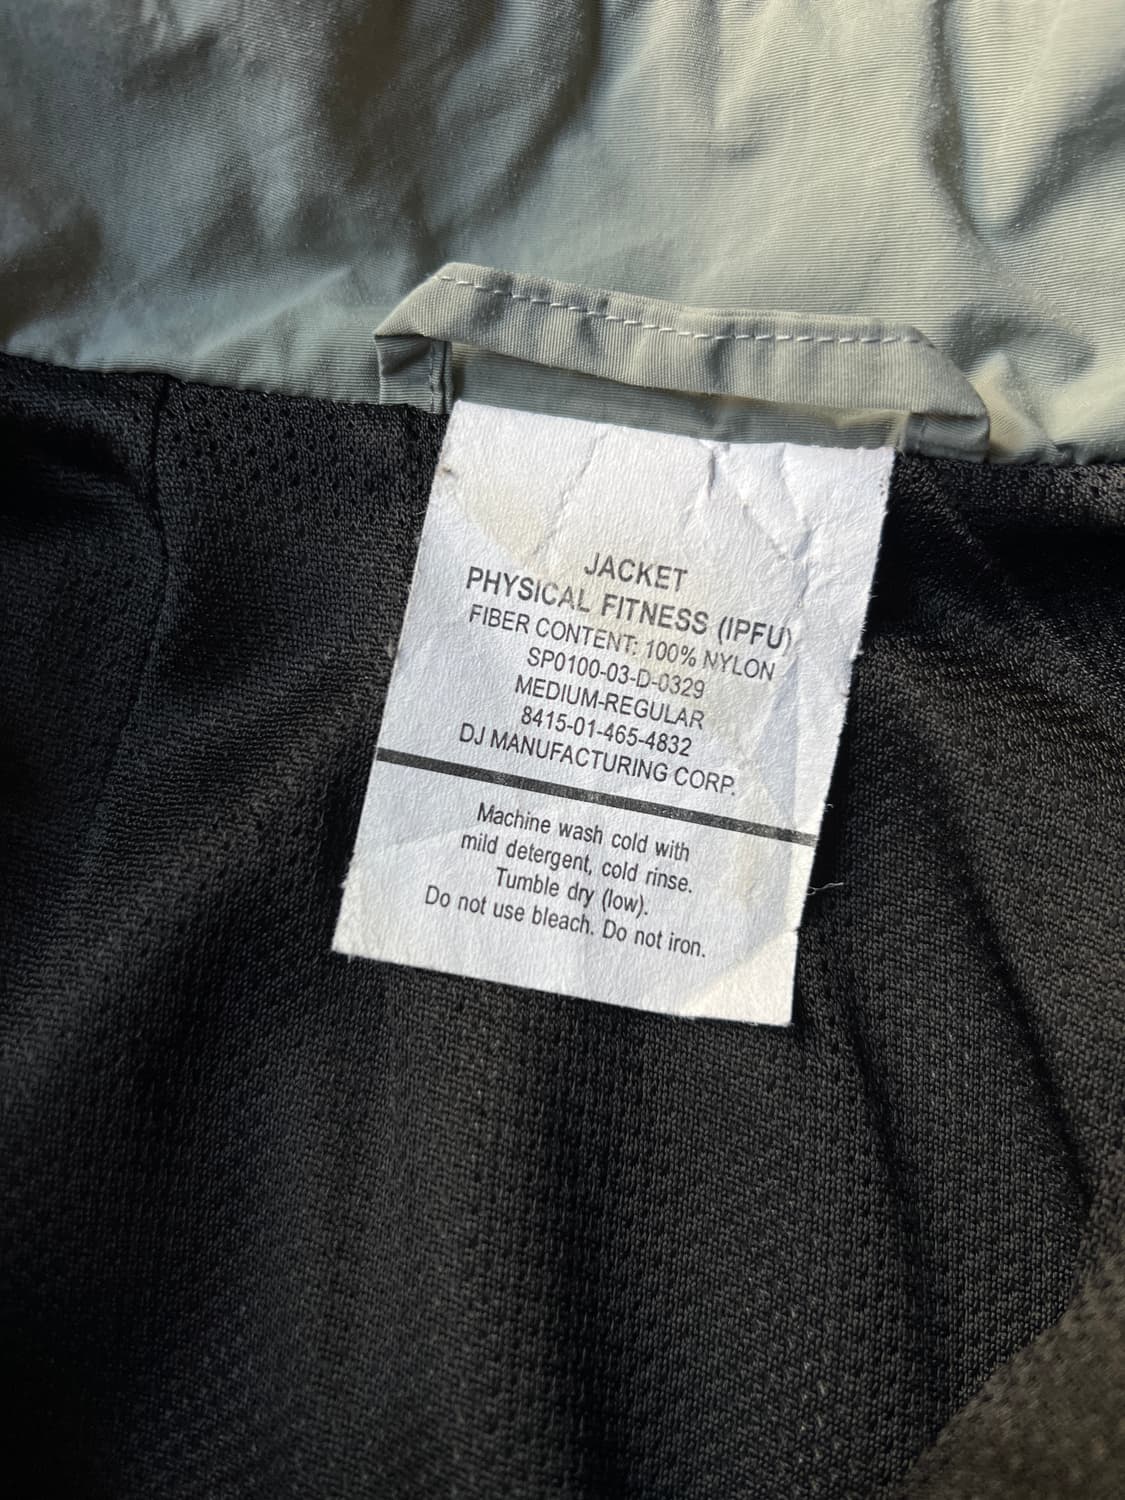 JACKET
PHYSICAL FITNESS (IPFU)
FIBER CONTENT: 100% NYLON
SP0100-03-D-0329
MEDIUM-REGULAR
8415-01-465-4832
DJ MANUFACTURING CORP.
Machine wash cold with
mild detergent, cold rinse.
Tumble dry (low).
Do not use bleach. Do not iron.